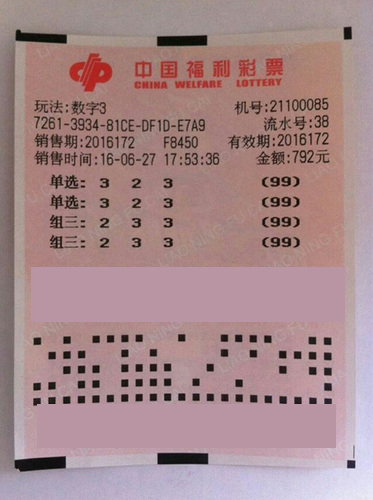 中国福利彩票
CHINA WELFARE LOTTERY
玩法:数字3 机号:21100085
7261-3934-81CE-DF1D-E7A9 流水号:38
销售期:2016172 F8450 有效期:2016172
销售时间:16-06-27 17:53:36 金额:792元
单选: 3 2 3 (99)
单选: 3 2 3 (99)
组三: 2 3 3 (99)
组三: 2 3 3 (99)